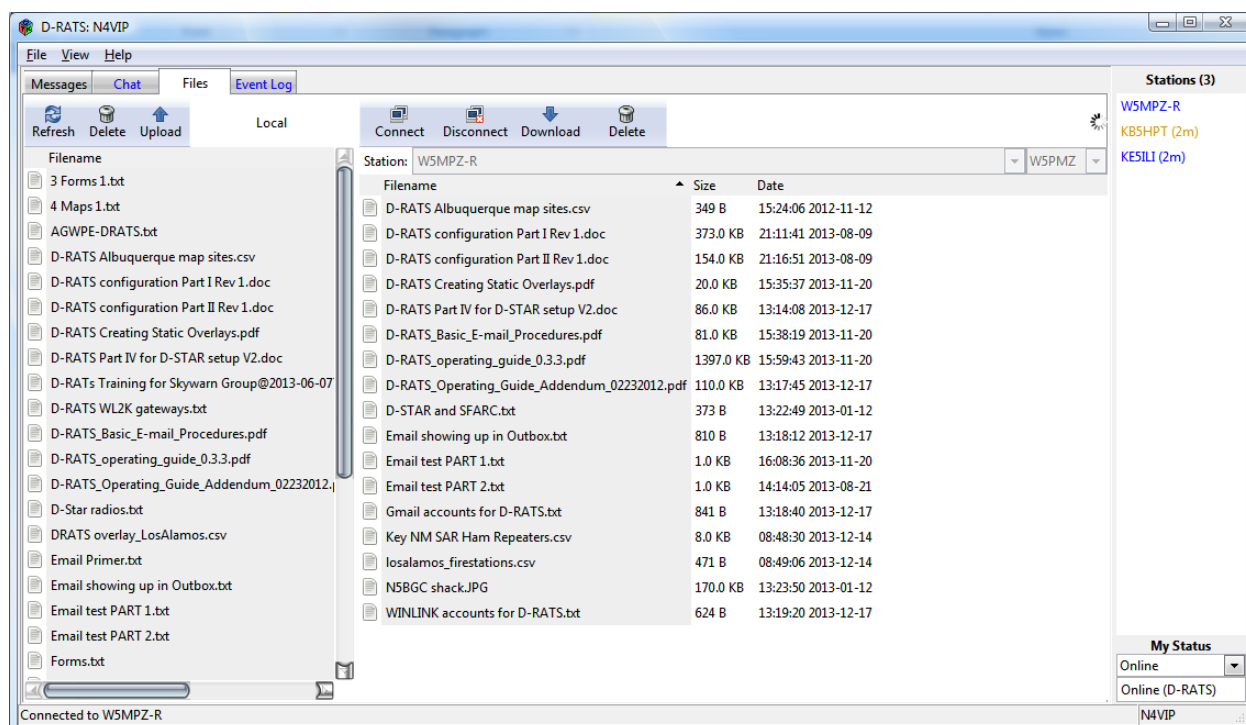 D-RATS: N4VIP
File View Help
Messages Chat Files Event Log
Refresh Delete Upload Local
Filename
3 Forms 1.txt
4 Maps 1.txt
AGWPE-DRATS.txt
D-RATS Albuquerque map sites.csv
D-RATS configuration Part I Rev 1.doc
D-RATS configuration Part II Rev 1.doc
D-RATS Creating Static Overlays.pdf
D-RATS Part IV for D-STAR setup V2.doc
D-RATs Training for Skywarn Group@2013-06-07
D-RATS WL2K gateways.txt
D-RATS_Basic_E-mail_Procedures.pdf
D-RATS_operating_guide_0.3.3.pdf
D-RATS_Operating_Guide_Addendum_02232012.p
D-Star radios.txt
DRATS overlay_LosAlamos.csv
Email Primer.txt
Email showing up in Outbox.txt
Email test PART 1.txt
Email test PART 2.txt
Forms.txt
Connect Disconnect Download Delete
Station: W5MPZ-R W5PMZ
Filename Size Date
D-RATS Albuquerque map sites.csv 349 B 15:24:06 2012-11-12
D-RATS configuration Part I Rev 1.doc 373.0 KB 21:11:41 2013-08-09
D-RATS configuration Part II Rev 1.doc 154.0 KB 21:16:51 2013-08-09
D-RATS Creating Static Overlays.pdf 20.0 KB 15:35:37 2013-11-20
D-RATS Part IV for D-STAR setup V2.doc 86.0 KB 13:14:08 2013-12-17
D-RATS_Basic_E-mail_Procedures.pdf 81.0 KB 15:38:19 2013-11-20
D-RATS_operating_guide_0.3.3.pdf 1397.0 KB 15:59:43 2013-11-20
D-RATS_Operating_Guide_Addendum_02232012.pdf 110.0 KB 13:17:45 2013-12-17
D-STAR and SFARC.txt 373 B 13:22:49 2013-01-12
Email showing up in Outbox.txt 810 B 13:18:12 2013-12-17
Email test PART 1.txt 1.0 KB 16:08:36 2013-11-20
Email test PART 2.txt 1.0 KB 14:14:05 2013-08-21
Gmail accounts for D-RATS.txt 841 B 13:18:40 2013-12-17
Key NM SAR Ham Repeaters.csv 8.0 KB 08:48:30 2013-12-14
losalamos_firestations.csv 471 B 08:49:06 2013-12-14
N5BGC shack.JPG 170.0 KB 13:23:50 2013-01-12
WINLINK accounts for D-RATS.txt 624 B 13:19:20 2013-12-17
Stations (3)
W5MPZ-R
KB5HPT (2m)
KE5ILI (2m)
My Status
Online
Online (D-RATS)
Connected to W5MPZ-R N4VIP